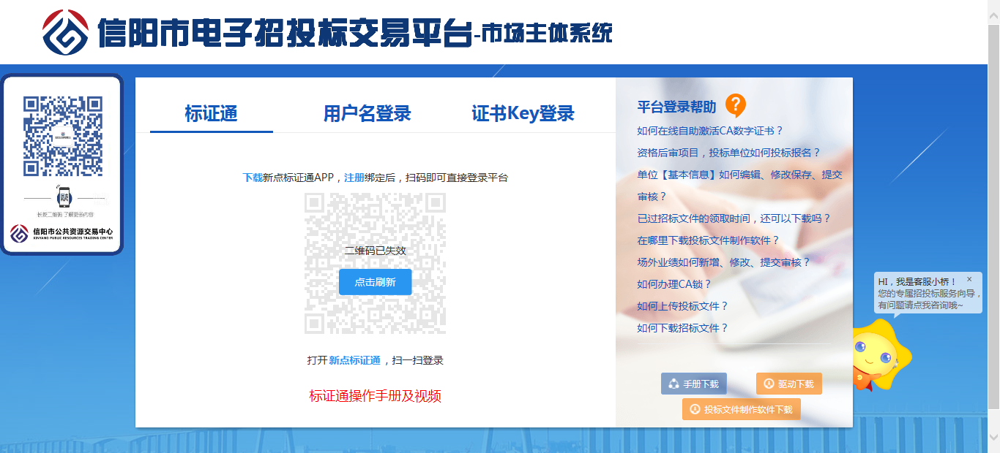 信阳市电子招投标交易平台-市场主体系统
长按二维码 了解更多内容
信阳市公共资源交易中心
XINYANG PUBLIC RESOURCES TRADING CENTER
标证通
用户名登录
证书Key登录
下载新点标证通APP，注册绑定后，扫码即可直接登录平台
二维码已失效
点击刷新
打开新点标证通，扫一扫登录
标证通操作手册及视频
平台登录帮助 ?
如何在线自助激活CA数字证书？
资格后审项目，投标单位如何投标报名？
单位【基本信息】如何编辑、修改保存、提交
审核？
已过招标文件的领取时间，还可以下载吗？
在哪里下载投标文件制作软件？
场外业绩如何新增、修改、提交审核？
如何办理CA锁？
如何上传投标文件？
如何下载招标文件？
手册下载
驱动下载
投标文件制作软件下载
HI，我是客服小桥！ ×
您的专属招投标服务向导，
有问题请点我咨询哦~